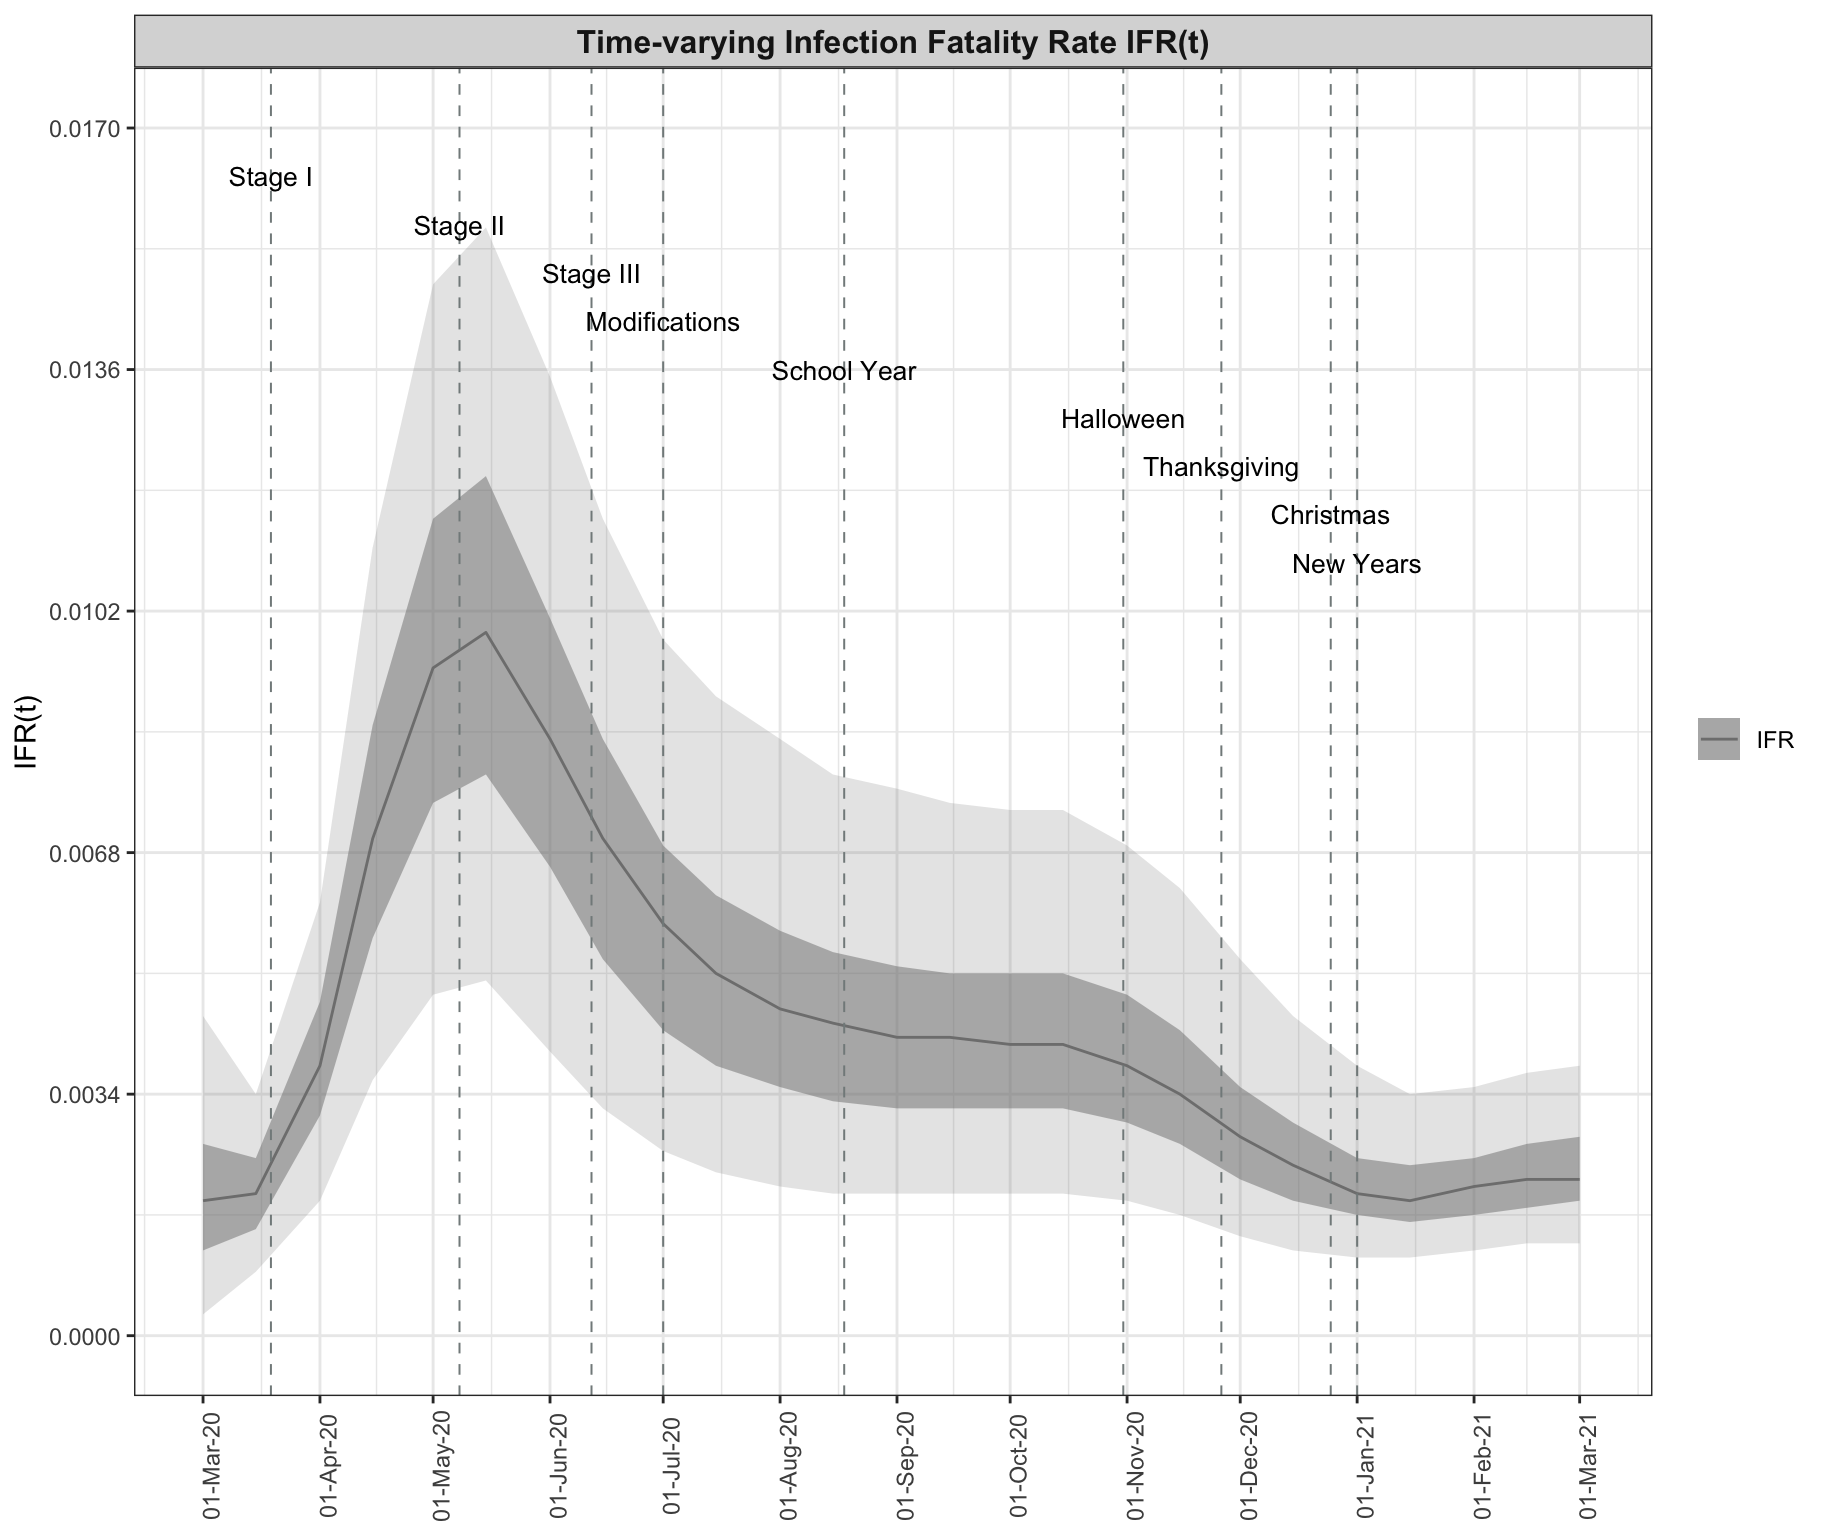 Time-varying Infection Fatality Rate IFR(t)
0.0170
Stage I
Stage II
Stage III
Modifications
0.0136
School Year
Halloween
Thanksgiving
Christmas
New Years
0.0102
IFR(t)
IFR
0.0068
0.0034
0.0000
01-Mar-20
01-Apr-20
01-May-20
01-Jun-20
01-Jul-20
01-Aug-20
01-Sep-20
01-Oct-20
01-Nov-20
01-Dec-20
01-Jan-21
01-Feb-21
01-Mar-21